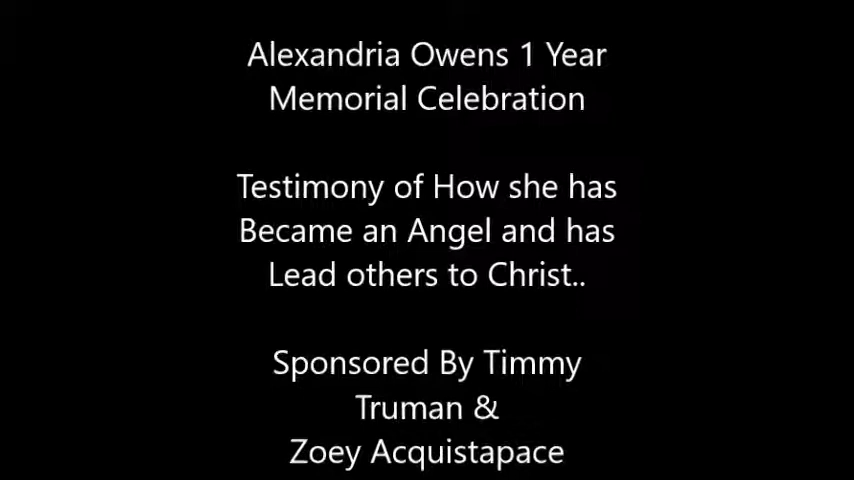 Alexandria Owens 1 Year
Memorial Celebration
Testimony of How she has
Became an Angel and has
Lead others to Christ..
Sponsored By Timmy
Truman &
Zoey Acquistapace